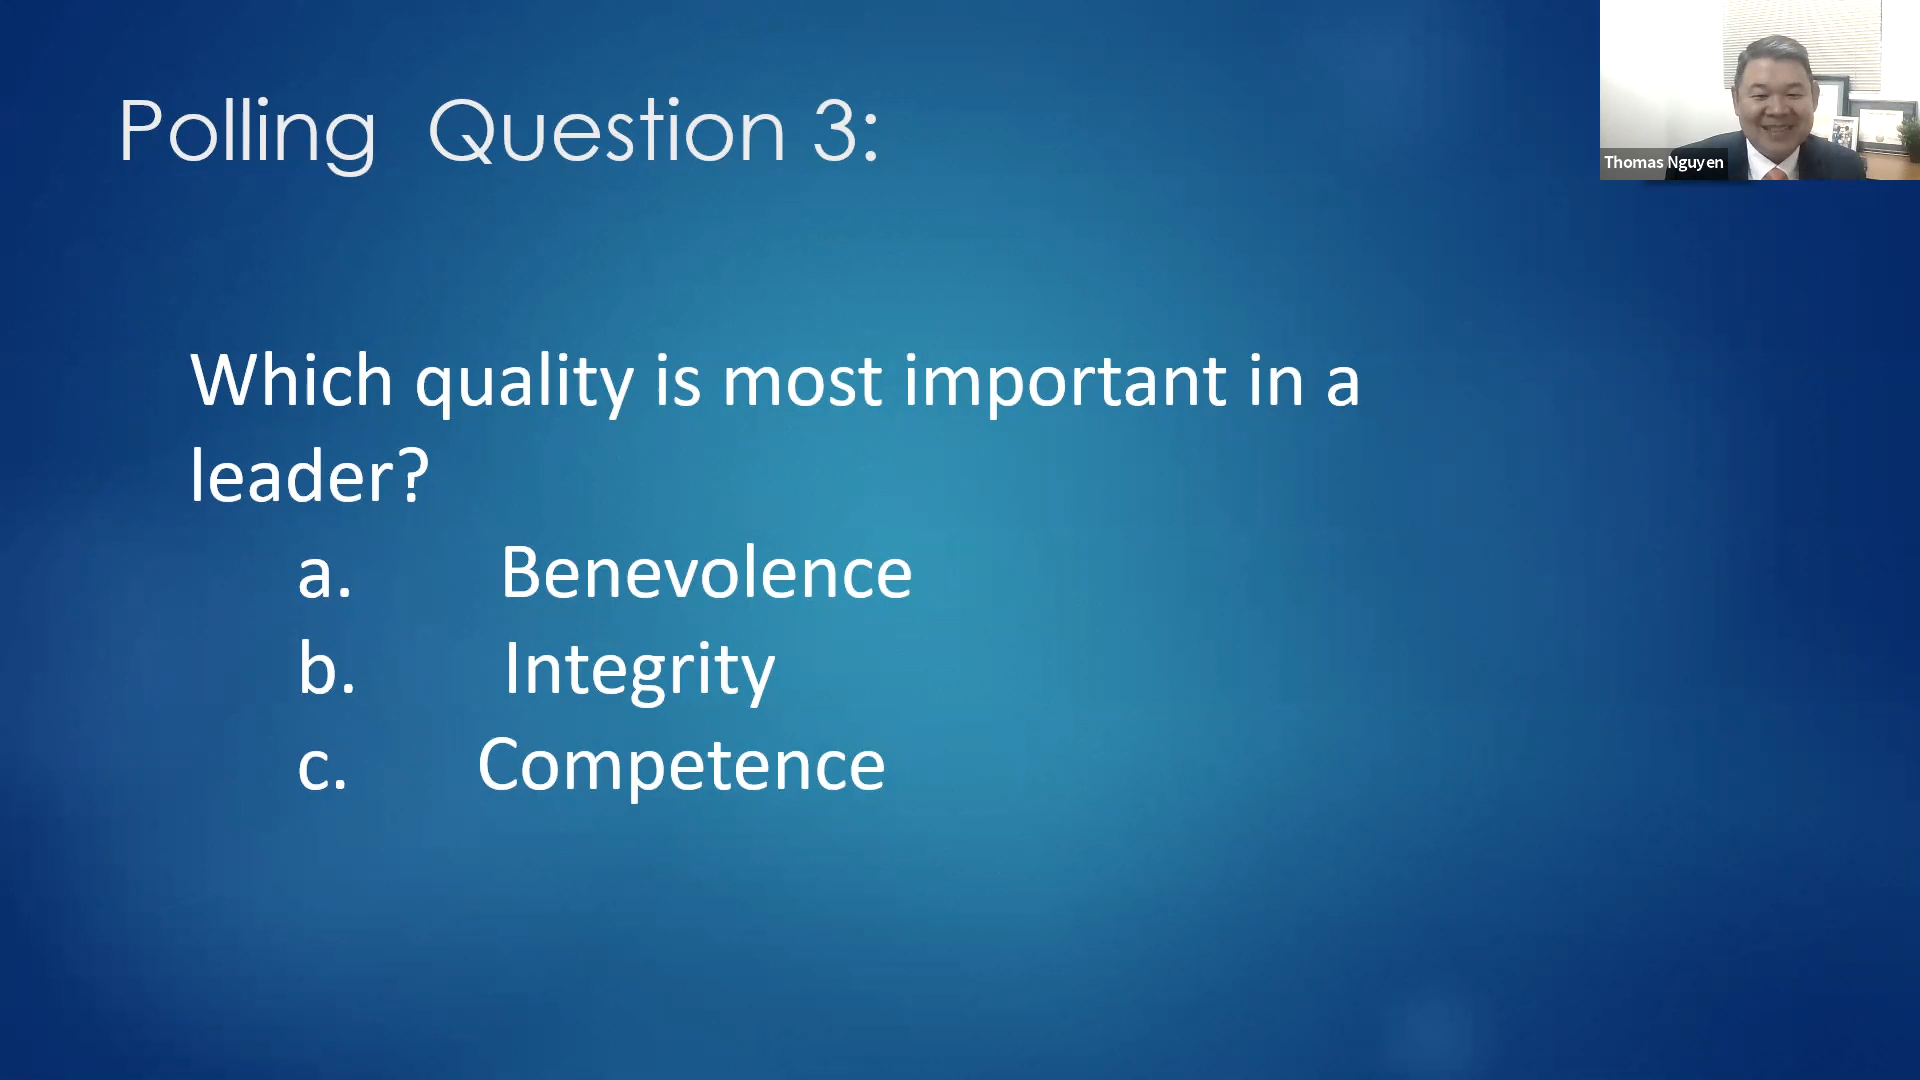 Polling Question 3:
Thomas Nguyen
Which quality is most important in a
leader?
a. Benevolence
b. Integrity
c. Competence